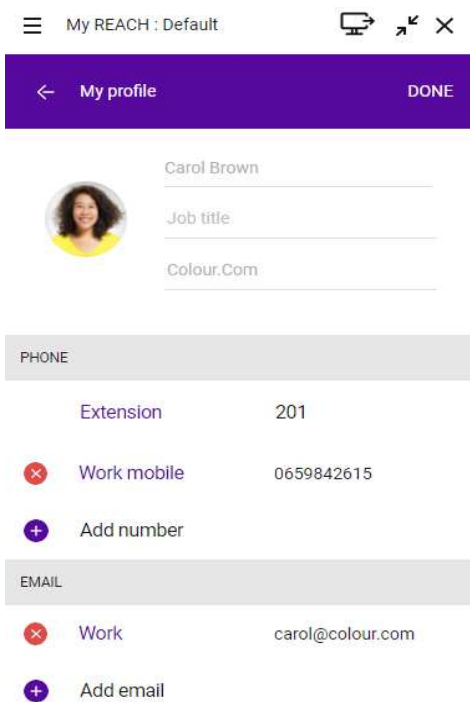 My REACH : Default
My profile DONE
Carol Brown
Job title
Colour.Com
PHONE
Extension 201
Work mobile 0659842615
Add number
EMAIL
Work carol@colour.com
Add email